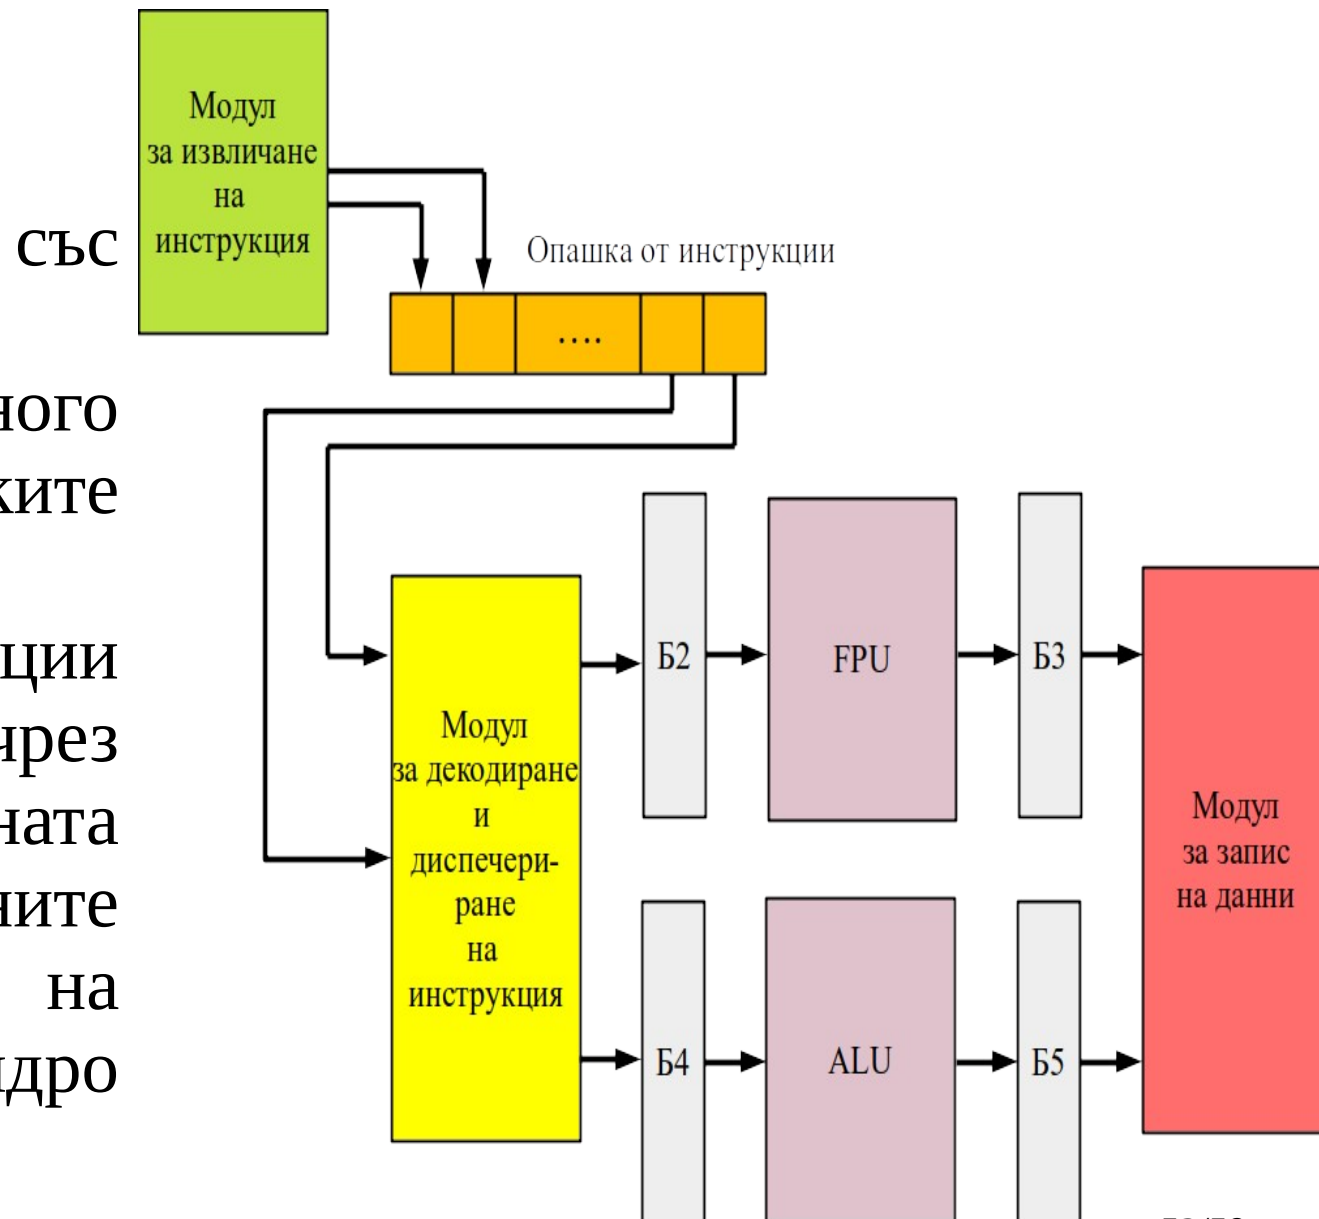 Модул
за извличане
на
инструкция
Опашка от инструкции
....
със
ного
ките
ции
чрез
ната
ните
на
ядро
Модул
за декодиране
и
диспечери-
ране
на
инструкция
Б2
FPU
Б3
Б4
ALU
Б5
Модул
за запис
на данни